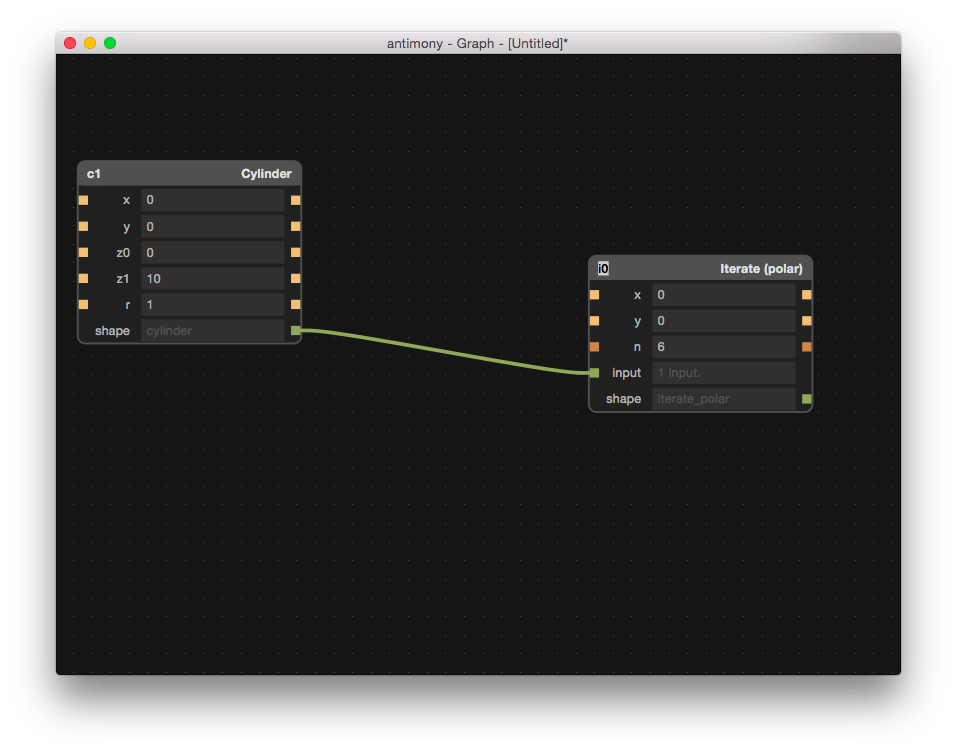 antimony - Graph - [Untitled]*
c1 Cylinder
x 0
y 0
z0 0
z1 10
r 1
shape cylinder
i0 Iterate (polar)
x 0
y 0
n 6
input 1 input.
shape iterate_polar